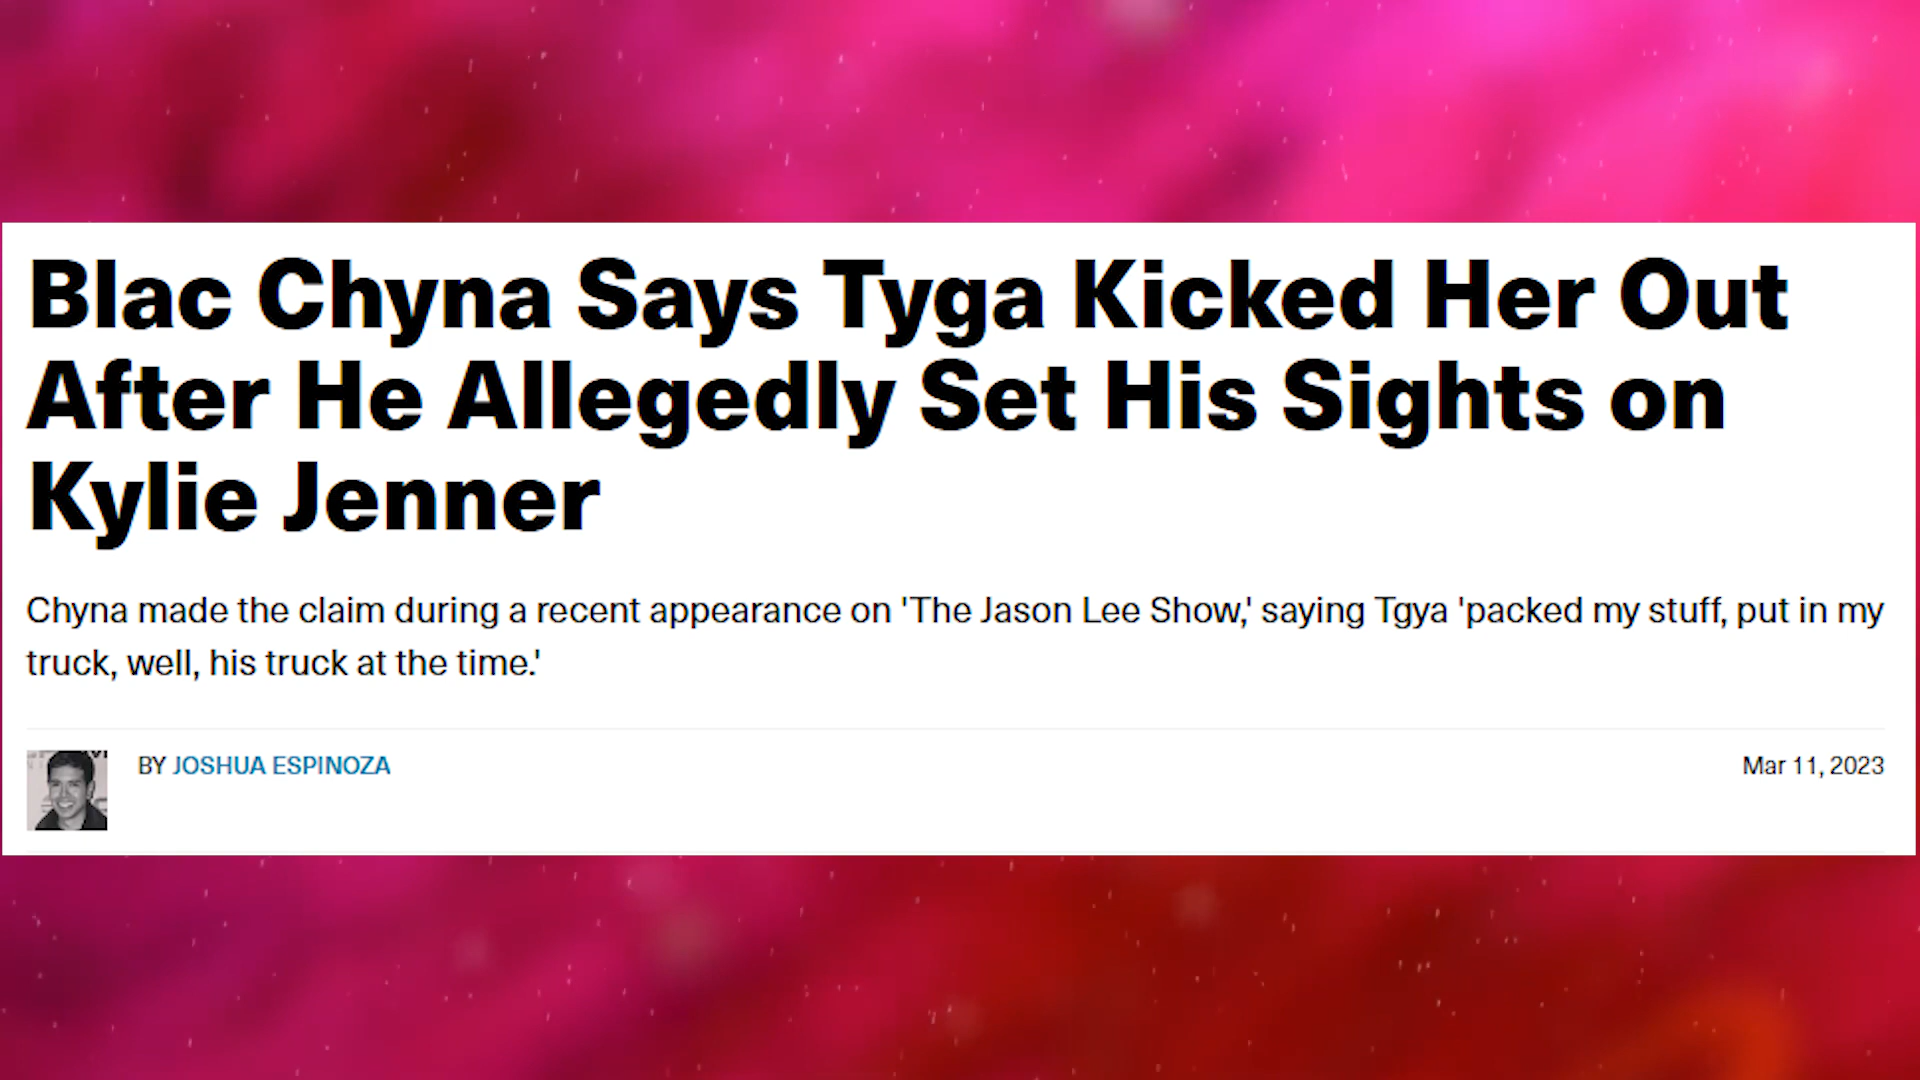 Blac Chyna Says Tyga Kicked Her Out
After He Allegedly Set His Sights on
Kylie Jenner
Chyna made the claim during a recent appearance on 'The Jason Lee Show,' saying Tgya 'packed my stuff, put in my
truck, well, his truck at the time.'
BY JOSHUA ESPINOZA
Mar 11, 2023